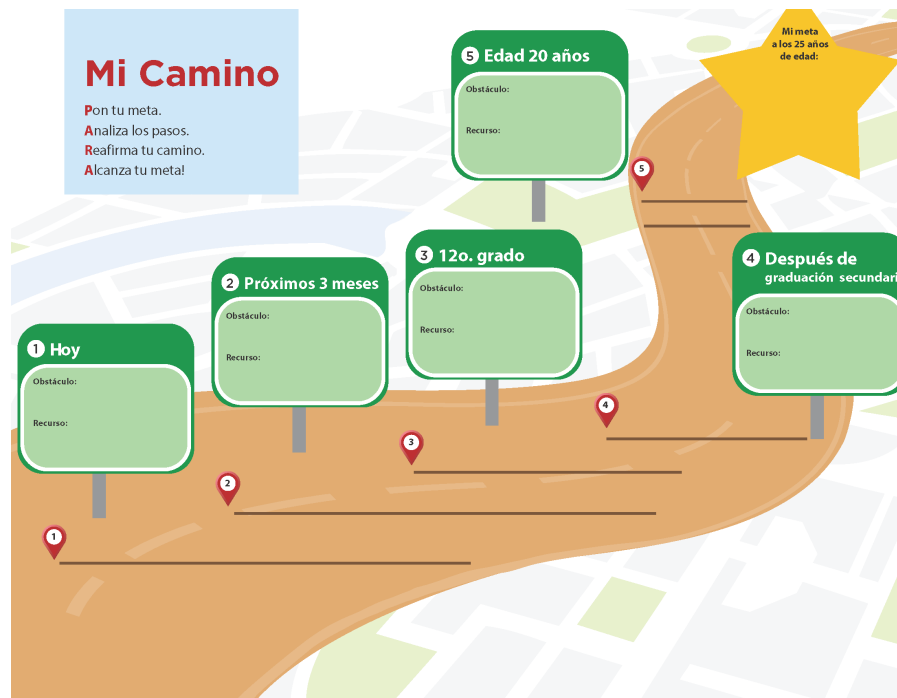 Mi Camino
Pon tu meta.
Analiza los pasos.
Reafirma tu camino.
Alcanza tu meta!
Mi meta
a los 25 años
de edad:
5 Edad 20 años
Obstáculo:
Recurso:
5
3 12o. grado
Obstáculo:
Recurso:
4 Después de
graduación secundari
Obstáculo:
Recurso:
2 Próximos 3 meses
Obstáculo:
Recurso:
1 Hoy
Obstáculo:
Recurso:
4
3
2
1